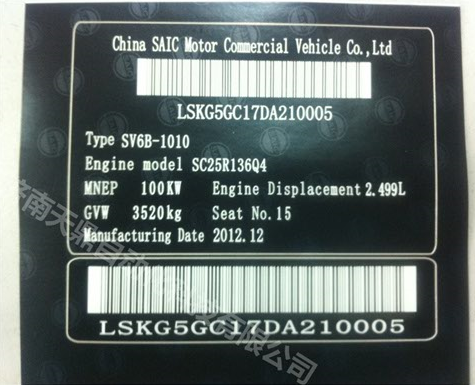 China SAIC Motor Commercial Vehicle Co.,Ltd
LSKG5GC17DA210005
Type SV6B-1010
Engine model SC25R136Q4
MNEP 100KW Engine Displacement 2.499L
GVW 3520kg Seat No.15
Manufacturing Date 2012.12
LSKG5GC17DA210005